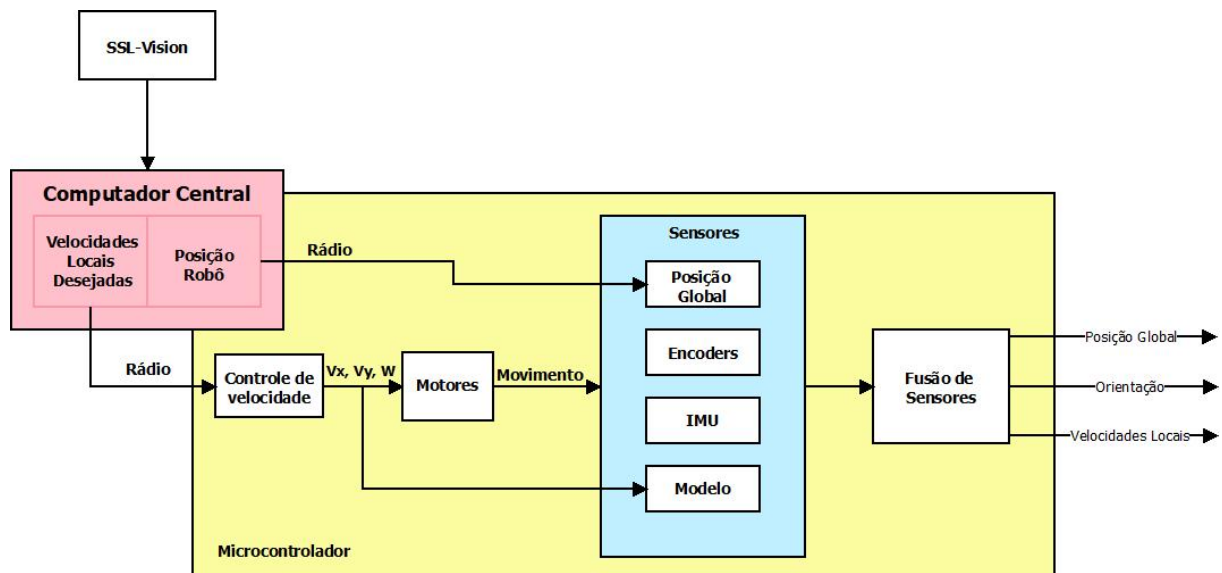 SSL-Vision
Computador Central
Velocidades
Locais
Desejadas
Posição
Robô
Rádio
Sensores
Posição
Global
Encoders
IMU
Modelo
Rádio
Controle de
velocidade
Vx, Vy, W
Motores
Movimento
Fusão de
Sensores
Posição Global
Orientação
Velocidades Locais
Microcontrolador